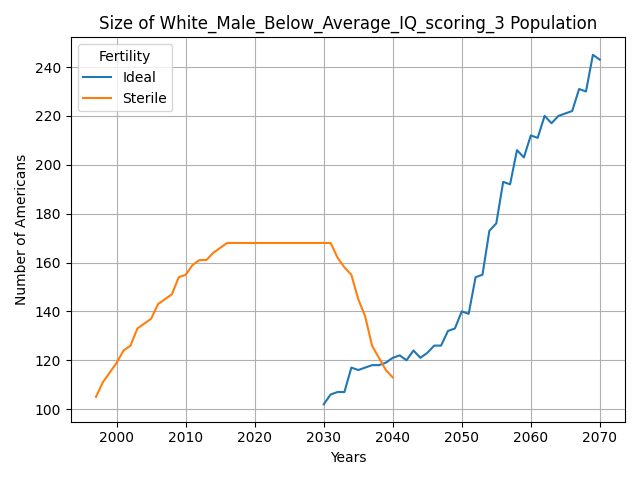 Size of White_Male_Below_Average_IQ_scoring_3 Population
Fertility
Ideal
Sterile
Number of Americans
240
220
200
180
160
140
120
100
2000 2010 2020 2030 2040 2050 2060 2070
Years